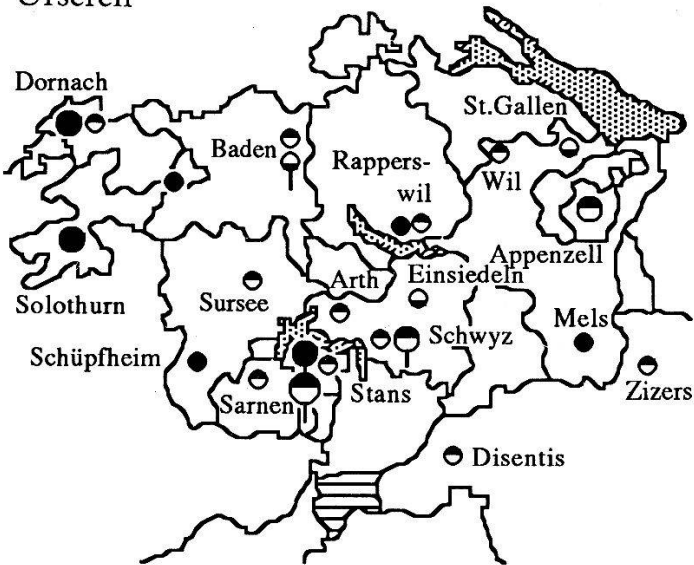 Urseren
Dornach
St.Gallen
Baden
Rappers-
wil
Wil
Appenzell
Solothurn
Sursee
Arth
Einsiedeln
Schüpfheim
Schwyz
Mels
Sarnen
Stans
Zizers
Disentis